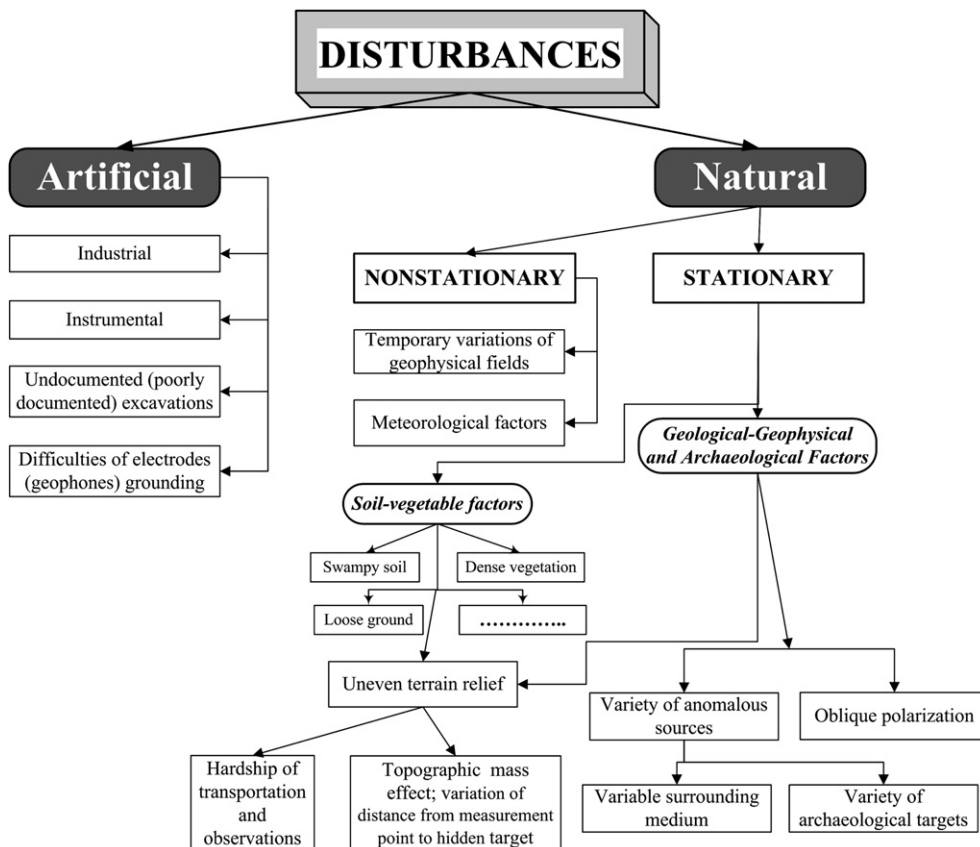 DISTURBANCES
Artificial
Natural
Industrial
Instrumental
Undocumented (poorly
documented) excavations
Difficulties of electrodes
(geophones) grounding
NONSTATIONARY
STATIONARY
Temporary variations of
geophysical fields
Meteorological factors
Geological-Geophysical
and Archaeological Factors
Soil-vegetable factors
Swampy soil
Dense vegetation
Loose ground
…………..
Uneven terrain relief
Hardship of
transportation
and
observations
Topographic mass
effect; variation of
distance from measurement
point to hidden target
Variety of anomalous
sources
Oblique polarization
Variable surrounding
medium
Variety of
archaeological targets